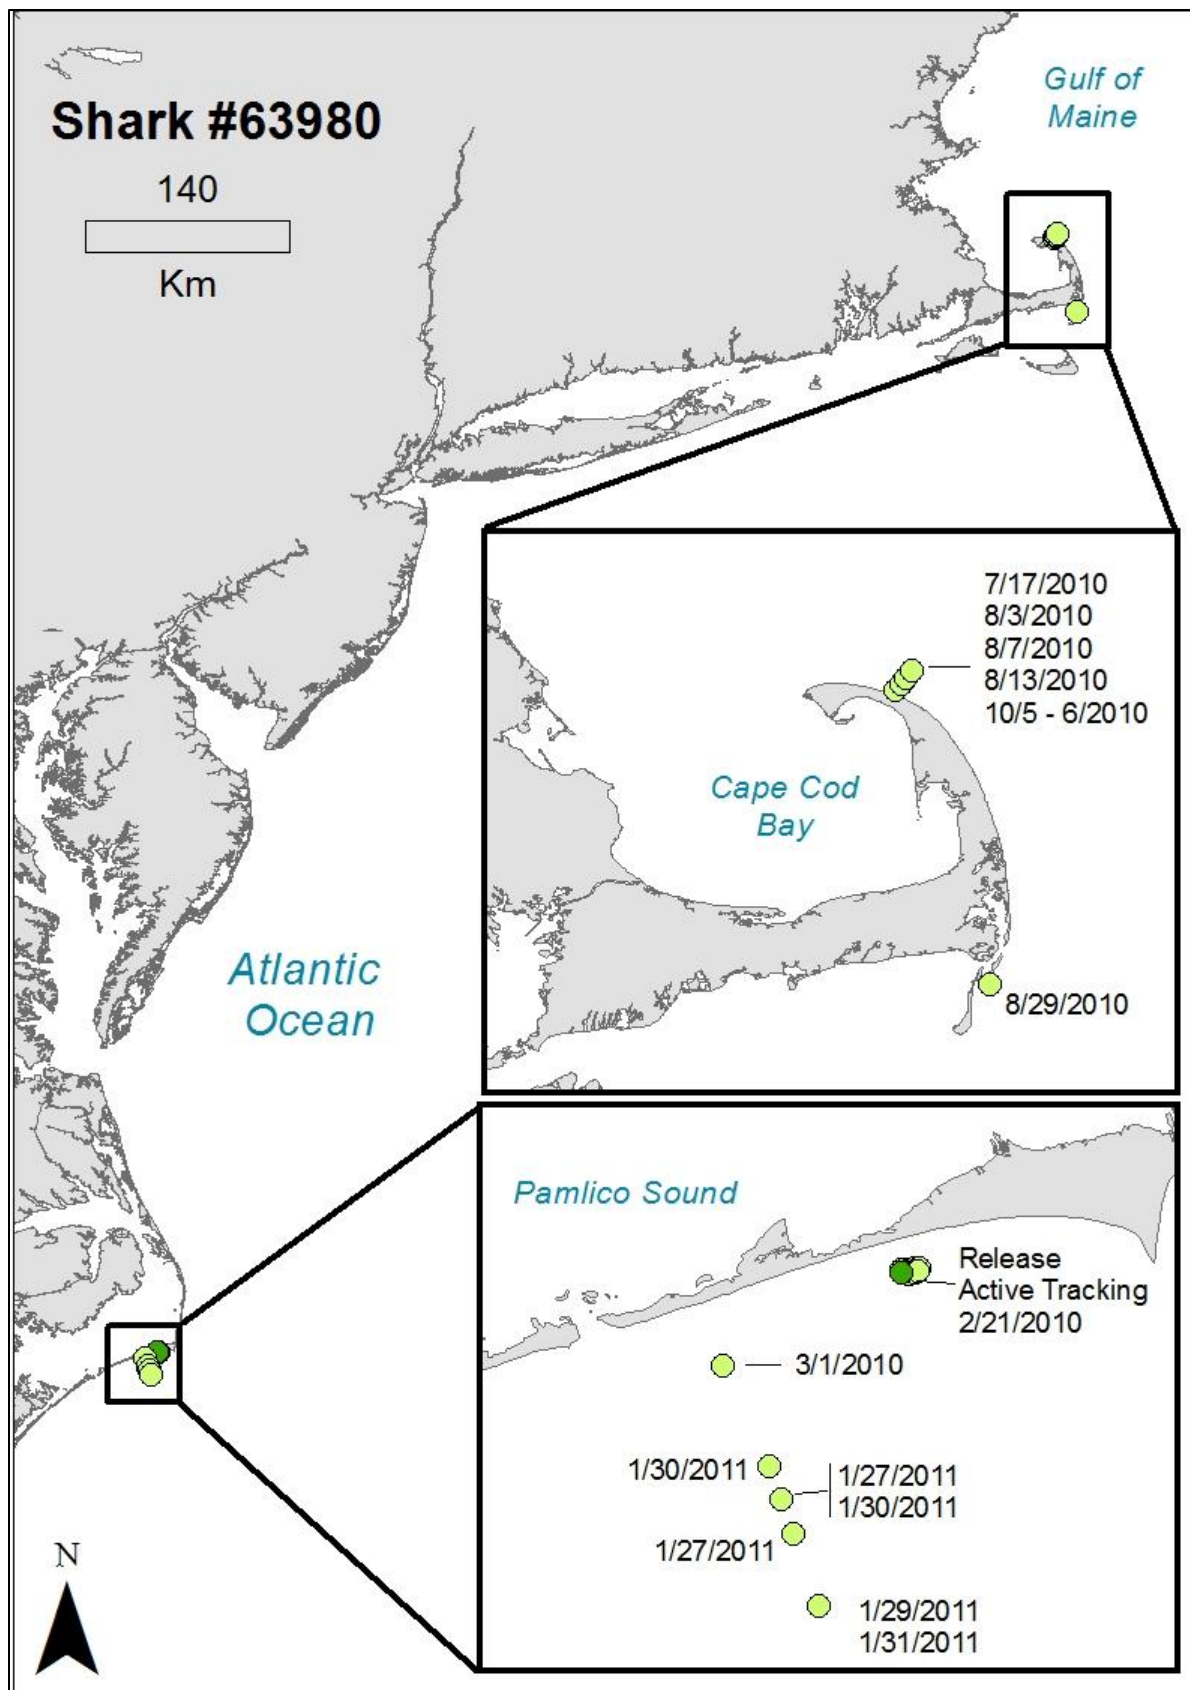 Shark #63980
140
Km
Gulf of
Maine
7/17/2010
8/3/2010
8/7/2010
8/13/2010
10/5 - 6/2010
Cape Cod
Bay
8/29/2010
Atlantic
Ocean
Pamlico Sound
Release
Active Tracking
2/21/2010
3/1/2010
1/30/2011
1/27/2011
1/30/2011
1/27/2011
1/29/2011
1/31/2011
N